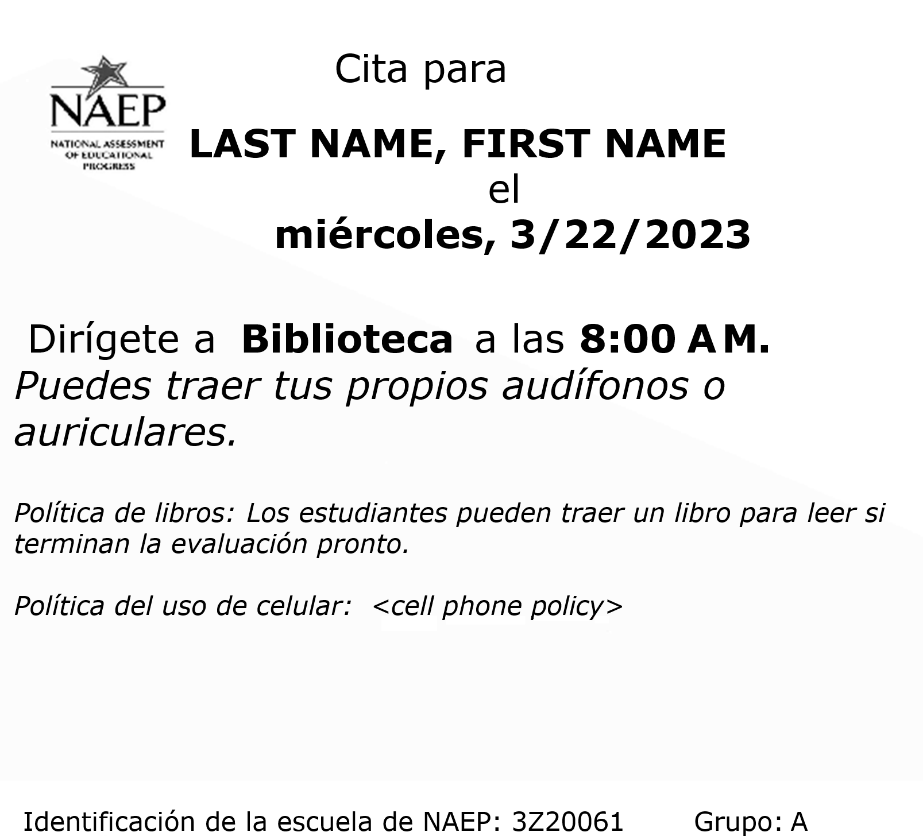 NAEP
NATIONAL ASSESSMENT
OF EDUCATIONAL
PROGRESS
Cita para
LAST NAME, FIRST NAME
el
miércoles, 3/22/2023
Dirígete a Biblioteca a las 8:00 AM.
Puedes traer tus propios audífonos o
auriculares.
Política de libros: Los estudiantes pueden traer un libro para leer si
terminan la evaluación pronto.
Política del uso de celular: <cell phone policy>
Identificación de la escuela de NAEP: 3Z20061 Grupo: A